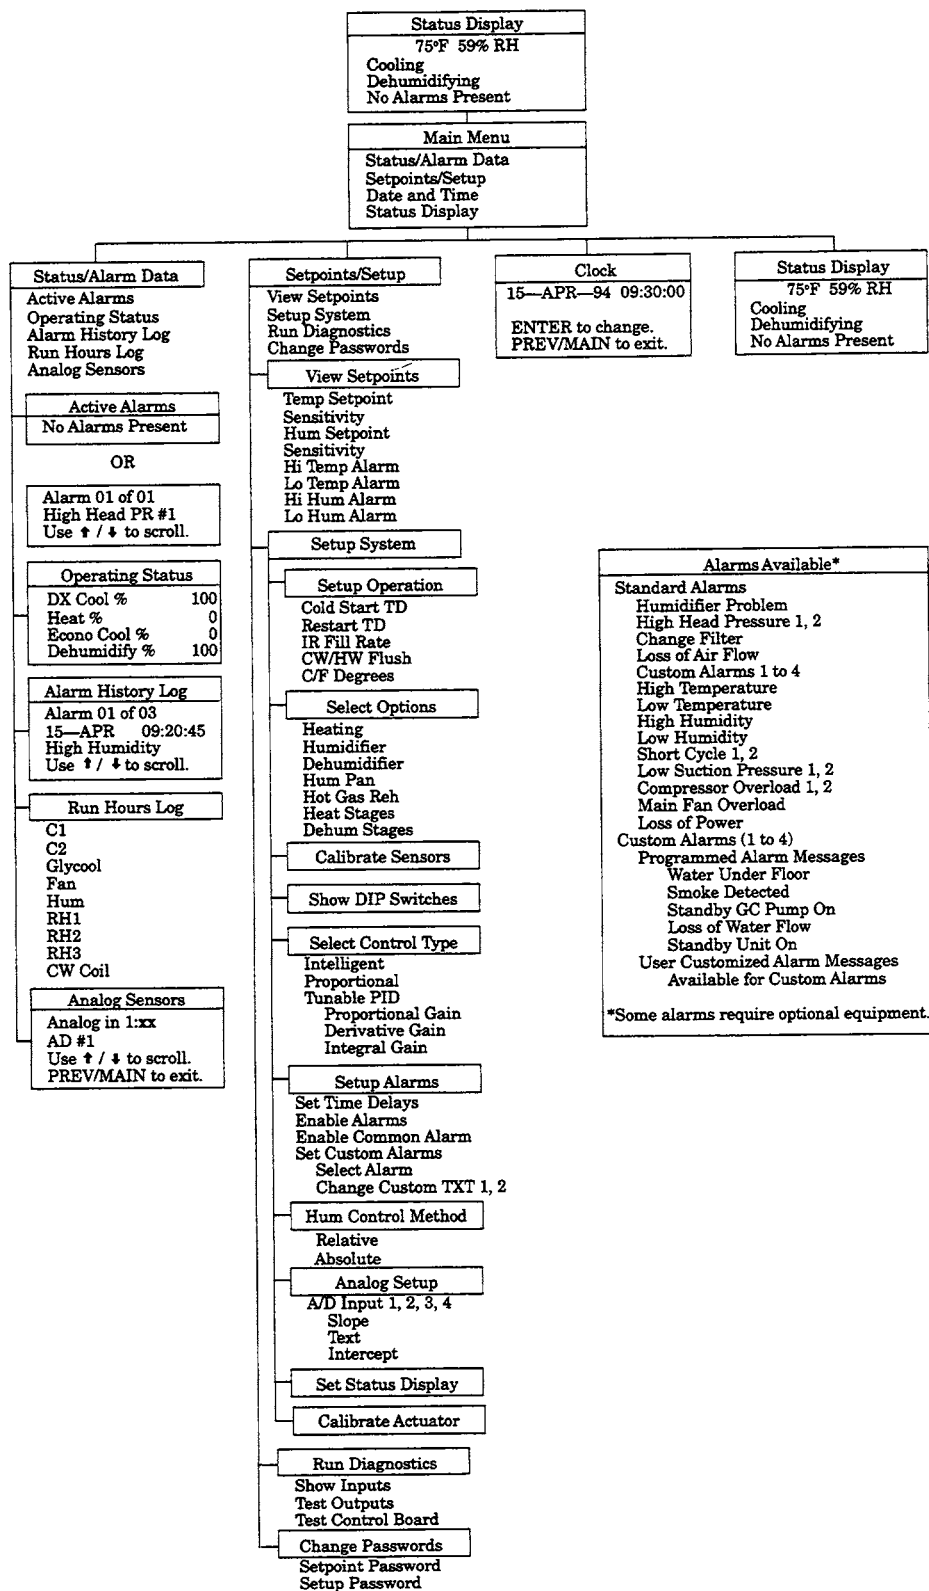 Status Display
75°F 59% RH
Cooling
Dehumidifying
No Alarms Present
Main Menu
Status/Alarm Data
Setpoints/Setup
Date and Time
Status Display
Status/Alarm Data
Active Alarms
Operating Status
Alarm History Log
Run Hours Log
Analog Sensors
Active Alarms
No Alarms Present
OR
Alarm 01 of 01
High Head PR #1
Use ↑ / ↓ to scroll.
Operating Status
DX Cool % 100
Heat % 0
Econo Cool % 0
Dehumidify % 100
Alarm History Log
Alarm 01 of 03
15—APR 09:20:45
High Humidity
Use ↑ / ↓ to scroll.
Run Hours Log
C1
C2
Glycool
Fan
Hum
RH1
RH2
RH3
CW Coil
Analog Sensors
Analog in 1:xx
AD #1
Use ↑ / ↓ to scroll.
PREV/MAIN to exit.
Setpoints/Setup
View Setpoints
Setup System
Run Diagnostics
Change Passwords
View Setpoints
Temp Setpoint
Sensitivity
Hum Setpoint
Sensitivity
Hi Temp Alarm
Lo Temp Alarm
Hi Hum Alarm
Lo Hum Alarm
Setup System
Setup Operation
Cold Start TD
Restart TD
IR Fill Rate
CW/HW Flush
C/F Degrees
Select Options
Heating
Humidifier
Dehumidifier
Hum Pan
Hot Gas Reh
Heat Stages
Dehum Stages
Calibrate Sensors
Show DIP Switches
Select Control Type
Intelligent
Proportional
Tunable PID
Proportional Gain
Derivative Gain
Integral Gain
Setup Alarms
Set Time Delays
Enable Alarms
Enable Common Alarm
Set Custom Alarms
Select Alarm
Change Custom TXT 1, 2
Hum Control Method
Relative
Absolute
Analog Setup
A/D Input 1, 2, 3, 4
Slope
Text
Intercept
Set Status Display
Calibrate Actuator
Run Diagnostics
Show Inputs
Test Outputs
Test Control Board
Change Passwords
Setpoint Password
Setup Password
Clock
15—APR—94 09:30:00
ENTER to change.
PREV/MAIN to exit.
Status Display
75°F 59% RH
Cooling
Dehumidifying
No Alarms Present
Alarms Available*
Standard Alarms
Humidifier Problem
High Head Pressure 1, 2
Change Filter
Loss of Air Flow
Custom Alarms 1 to 4
High Temperature
Low Temperature
High Humidity
Low Humidity
Short Cycle 1, 2
Low Suction Pressure 1, 2
Compressor Overload 1, 2
Main Fan Overload
Loss of Power
Custom Alarms (1 to 4)
Programmed Alarm Messages
Water Under Floor
Smoke Detected
Standby GC Pump On
Loss of Water Flow
Standby Unit On
User Customized Alarm Messages
Available for Custom Alarms
*Some alarms require optional equipment.